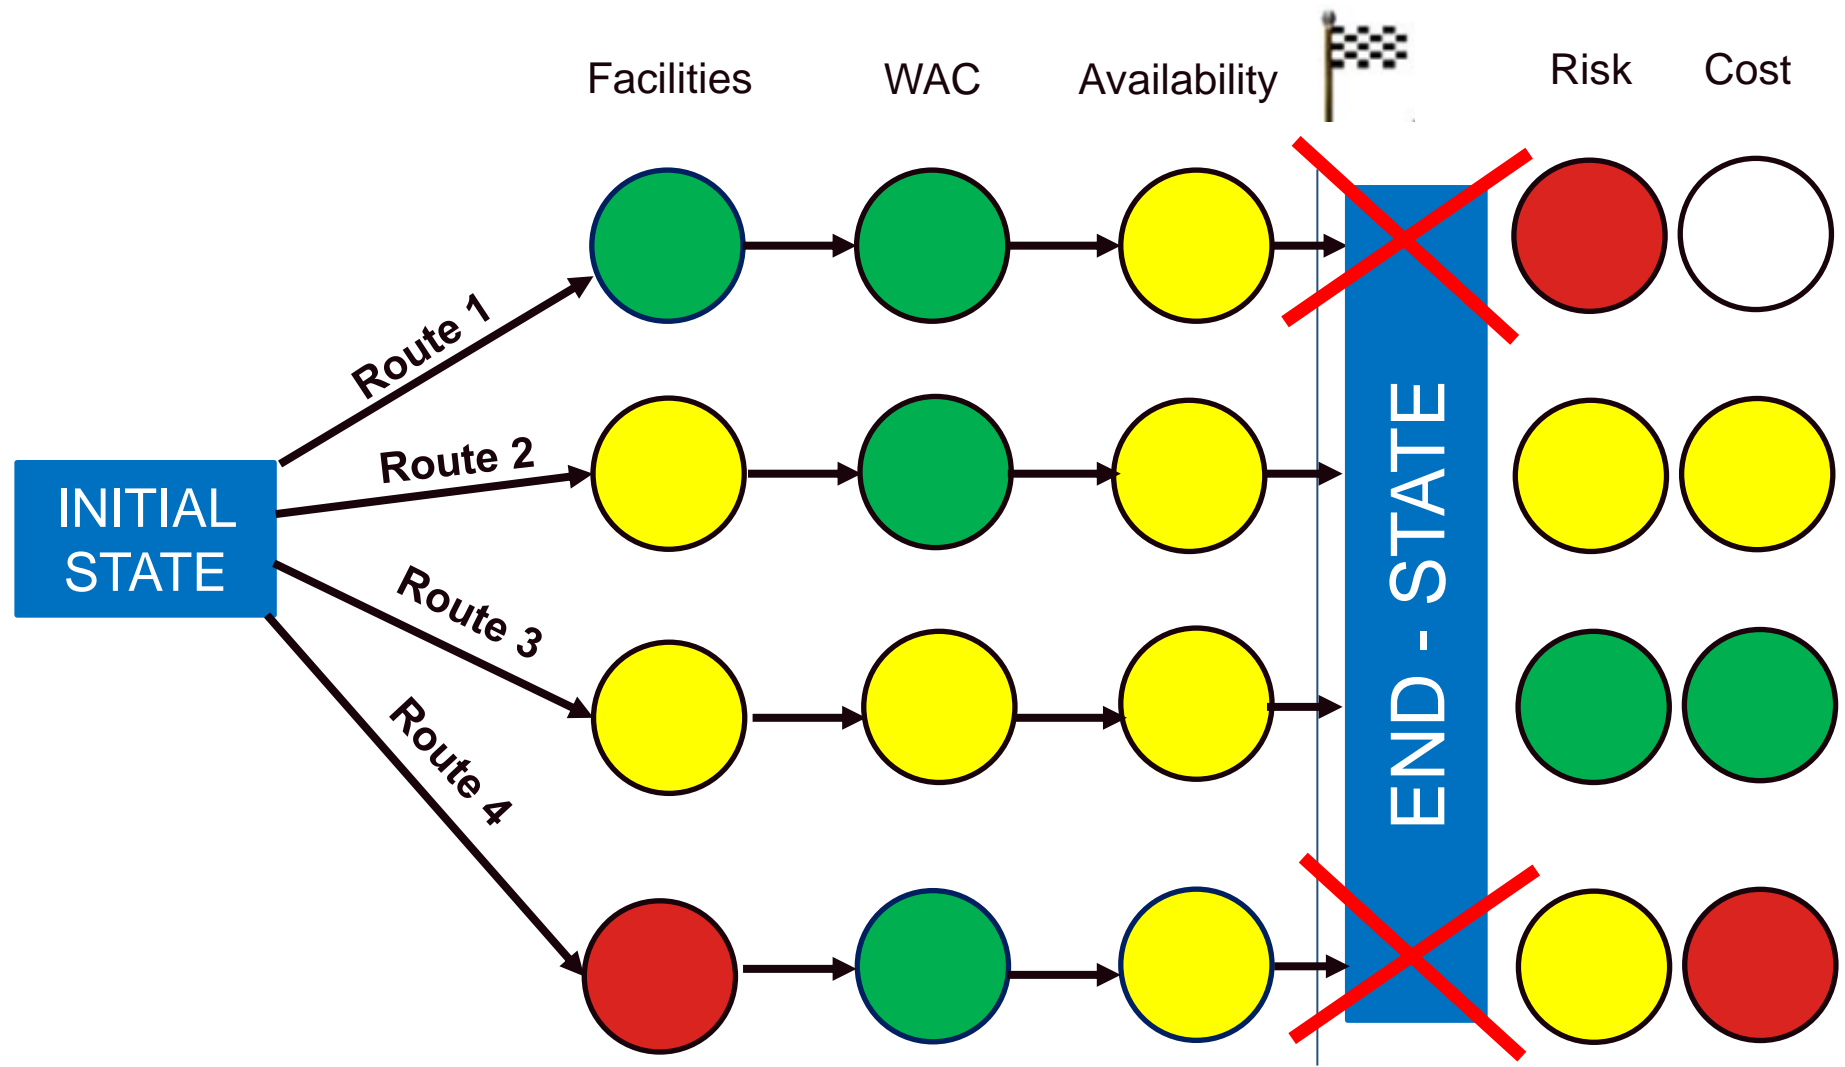 Facilities
WAC
Availability
Risk
Cost
Route 1
Route 2
Route 3
Route 4
INITIAL
STATE
END - STATE